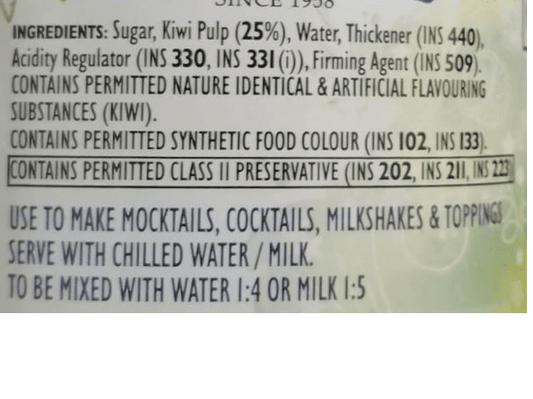 SINCE 1958
INGREDIENTS: Sugar, Kiwi Pulp (25%), Water, Thickener (INS 440),
Acidity Regulator (INS 330, INS 331(i)), Firming Agent (INS 509).
CONTAINS PERMITTED NATURE IDENTICAL & ARTIFICIAL FLAVOURING
SUBSTANCES (KIWI).
CONTAINS PERMITTED SYNTHETIC FOOD COLOUR (INS 102, INS 133).
CONTAINS PERMITTED CLASS II PRESERVATIVE (INS 202, INS 211, INS 223
USE TO MAKE MOCKTAILS, COCKTAILS, MILKSHAKES & TOPPINGS
SERVE WITH CHILLED WATER / MILK.
TO BE MIXED WITH WATER 1:4 OR MILK 1:5